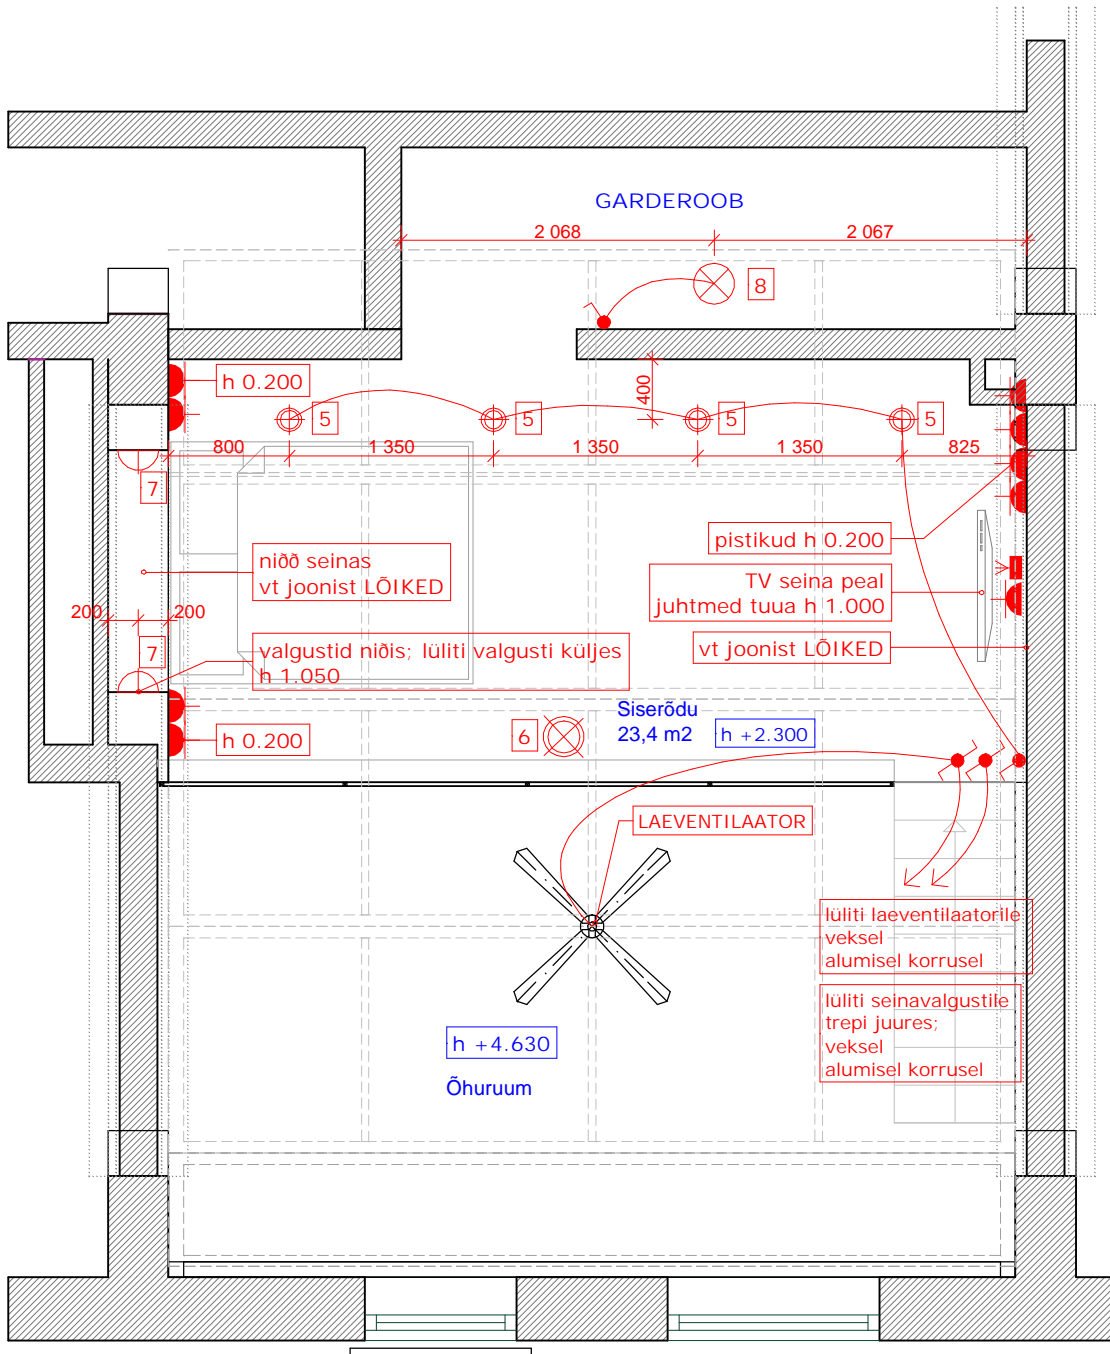 GARDEROOB
2 068
2 067
8
h 0.200
400
5
5
5
5
800
1 350
1 350
1 350
825
7
pistikud h 0.200
niðð seinas
vt joonist LÕIKED
TV seina peal
juhtmed tuua h 1.000
200
200
7
valgustid niðis; lüliti valgusti küljes
h 1.050
vt joonist LÕIKED
Siserõdu
23,4 m2
h +2.300
6
h 0.200
LAEVENTILAATOR
lüliti laeventilaatorile
veksel
alumisel korrusel
lüliti seinavalgustile
trepi juures;
veksel
alumisel korrusel
h +4.630
Õhuruum